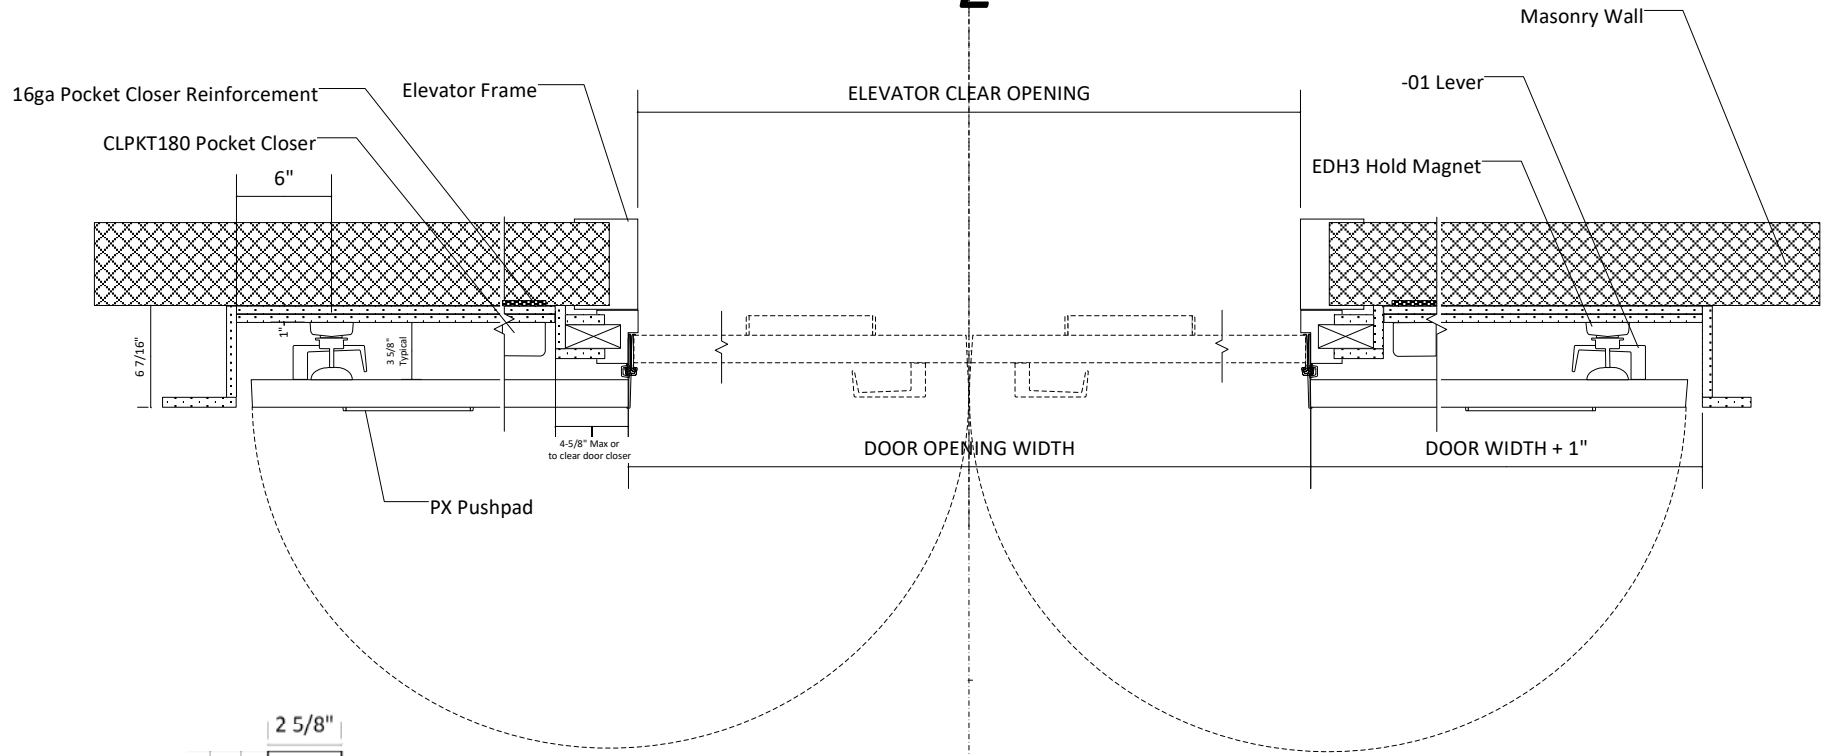 Masonry Wall
16ga Pocket Closer Reinforcement
Elevator Frame
ELEVATOR CLEAR OPENING
-01 Lever
CLPKT180 Pocket Closer
EDH3 Hold Magnet
6"
1"
3 5/8"
Typical
6 7/16"
4-5/8" Max or
to clear door closer
DOOR OPENING WIDTH
DOOR WIDTH + 1"
PX Pushpad
2 5/8"